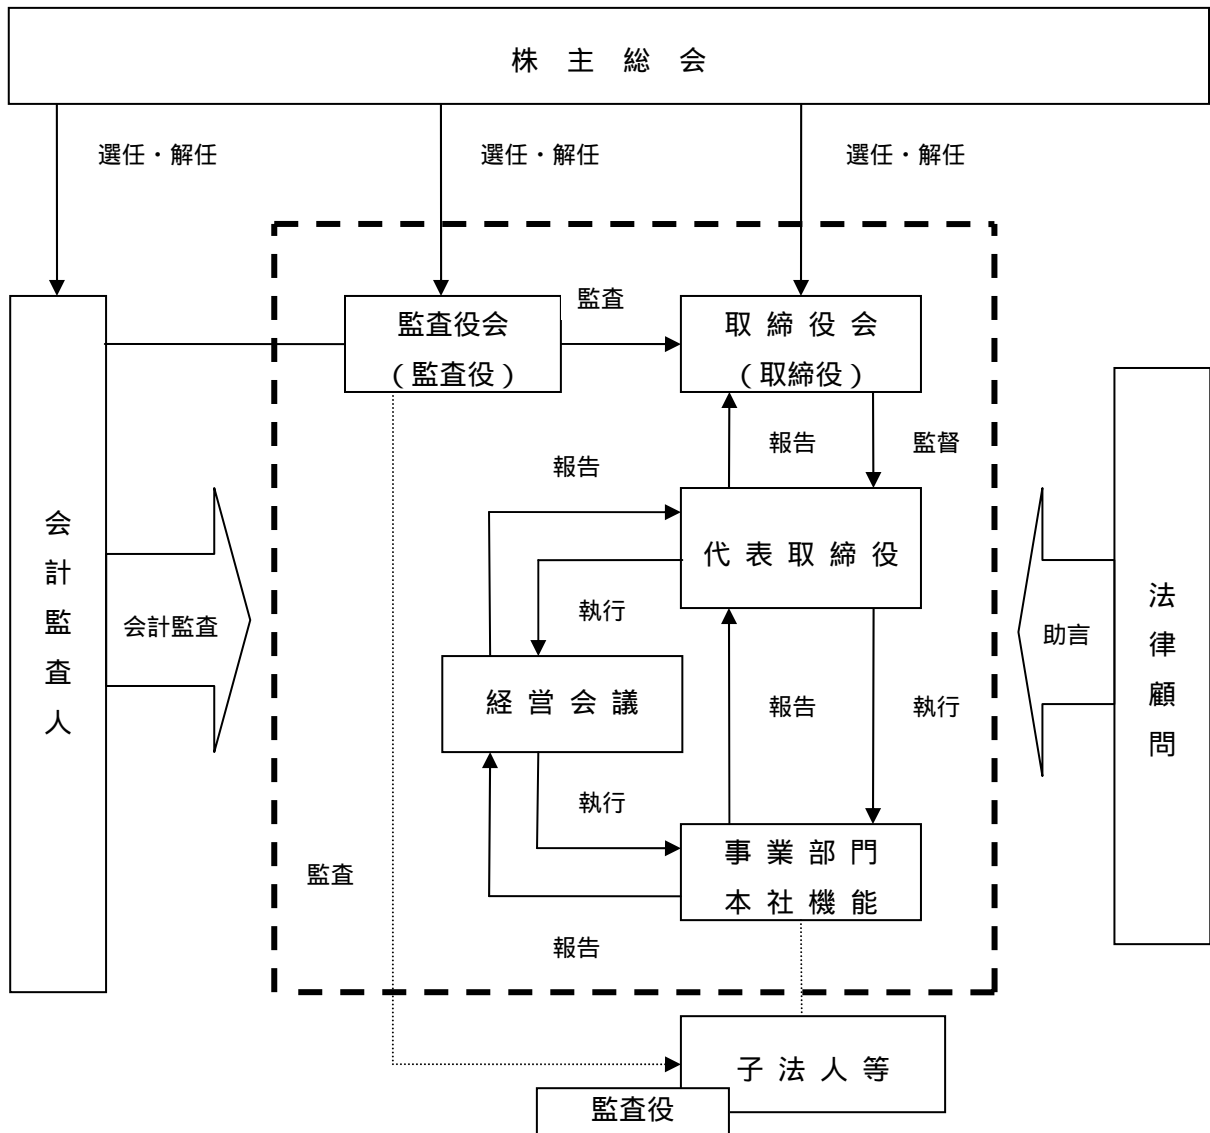 株主総会
選任・解任
選任・解任
選任・解任
監査役会
(監査役)
監査
取締役会
(取締役)
報告
監督
報告
代表取締役
会計監査人
会計監査
執行
助言
法律顧問
経営会議
報告
執行
執行
事業部門
本社機能
監査
報告
子法人等
監査役